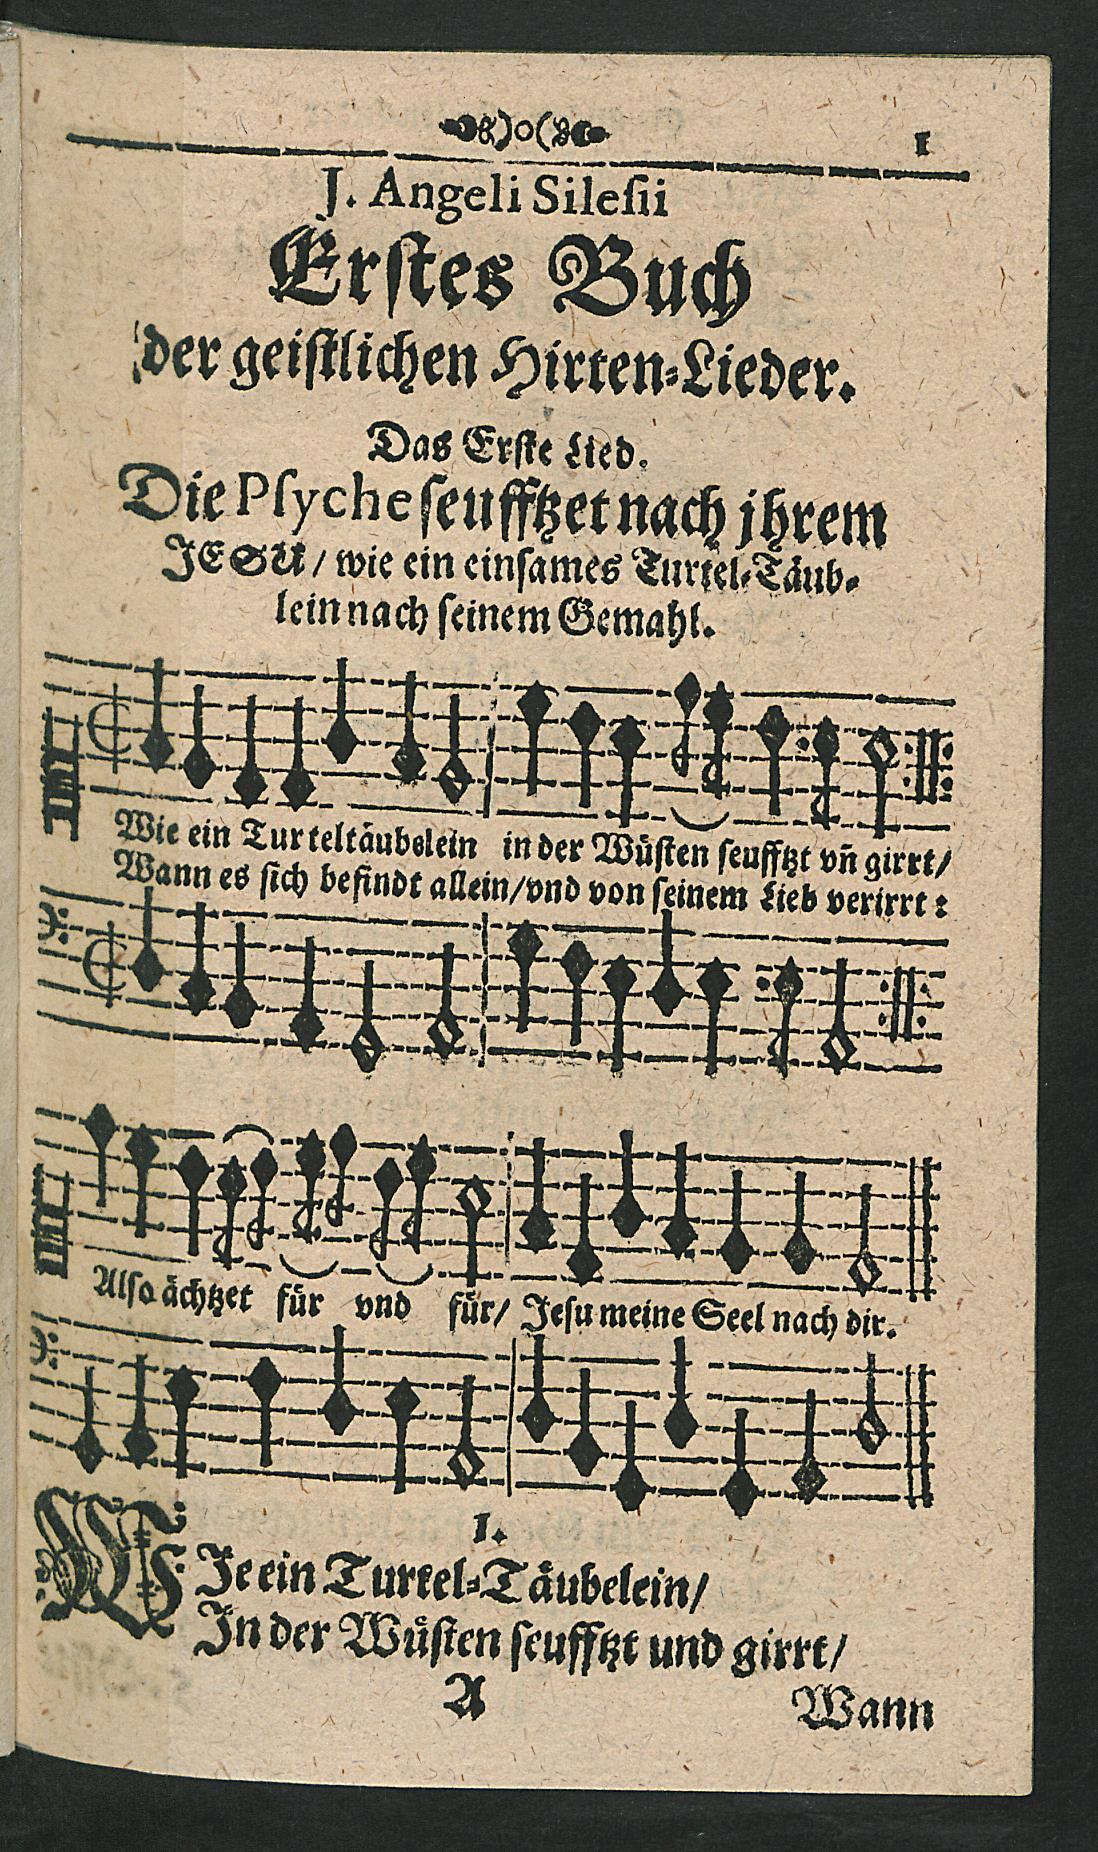 1
J. Angeli Sileſii
Erſtes Buch
der geiſtlichen Hirten-Lieder.
Das Erſte Lied.
Die Pſyche ſeufftzet nach jhrem
JESU / wie ein einſames Turtel-Täub-
lein nach ſeinem Gemahl.
Wie ein Turteltäubelein in der Wüſten ſeufftzt vñ girrt/
Wann es ſich befindt allein/vnd von ſeinem Lieb verirrt:
Alſo ächtzet für vnd für/ Jeſu meine Seel nach dir.
1.
WJe ein Turtel-Täubelein/
Jn der Wüſten ſeufftzt und girrt/
A
Wann